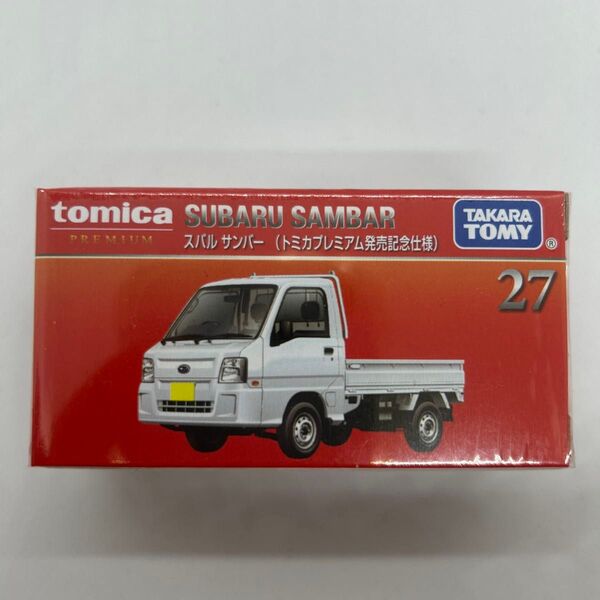 tomica
PREMIUM
SUBARU SAMBAR
スバル サンバー (トミカプレミアム発売記念仕様)
TAKARA
TOMY®
27